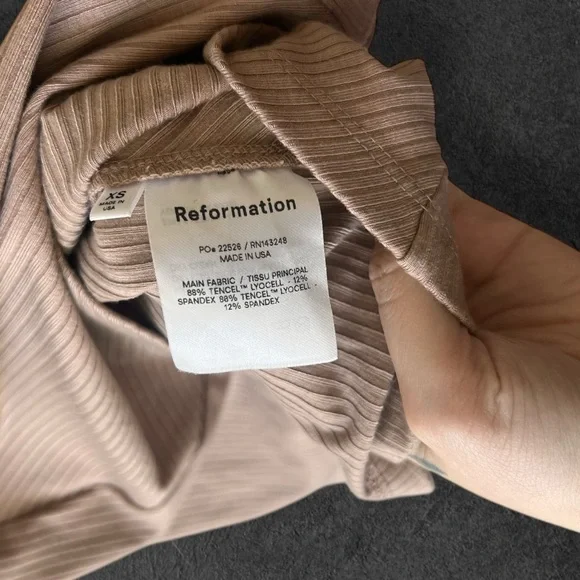 XS
MADE IN
USA
Reformation
PO# 22526 / RN143248
MADE IN USA
MAIN FABRIC / TISSU PRINCIPAL
88% TENCEL™ LYOCELL · 12%
SPANDEX 88% TENCEL™ LYOCELL ·
12% SPANDEX